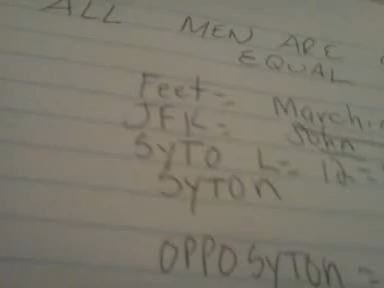 ALL MEN ARE
EQUAL
Feet = March
JFK = John
SyTO L = 12 =
SyTON
OPPOSyTON =